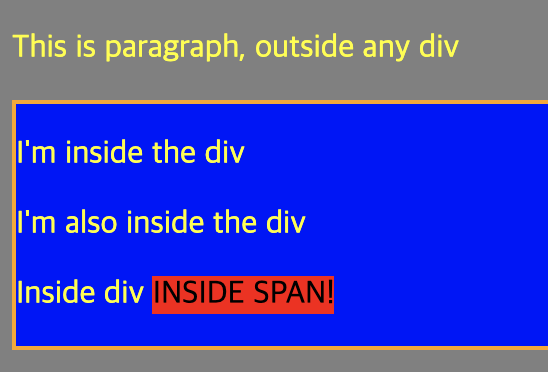 This is paragraph, outside any div
I'm inside the div
I'm also inside the div
Inside div INSIDE SPAN!